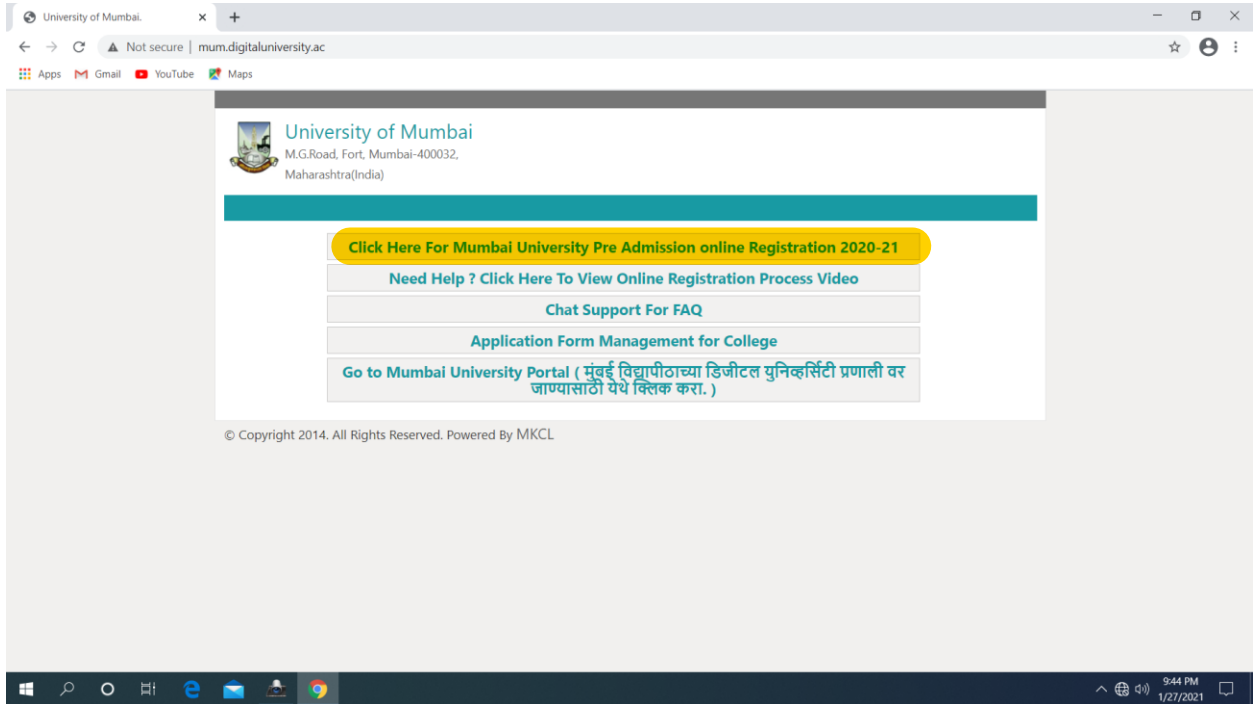 University of Mumbai.
Not secure | mum.digitaluniversity.ac
Apps Gmail YouTube Maps
University of Mumbai
M.G.Road, Fort, Mumbai-400032,
Maharashtra(India)
Click Here For Mumbai University Pre Admission online Registration 2020-21
Need Help ? Click Here To View Online Registration Process Video
Chat Support For FAQ
Application Form Management for College
Go to Mumbai University Portal ( मुंबई विद्यापीठाच्या डिजीटल युनिव्हर्सिटी प्रणाली वर
जाण्यासाठी येथे क्लिक करा. )
© Copyright 2014. All Rights Reserved. Powered By MKCL
9:44 PM
1/27/2021